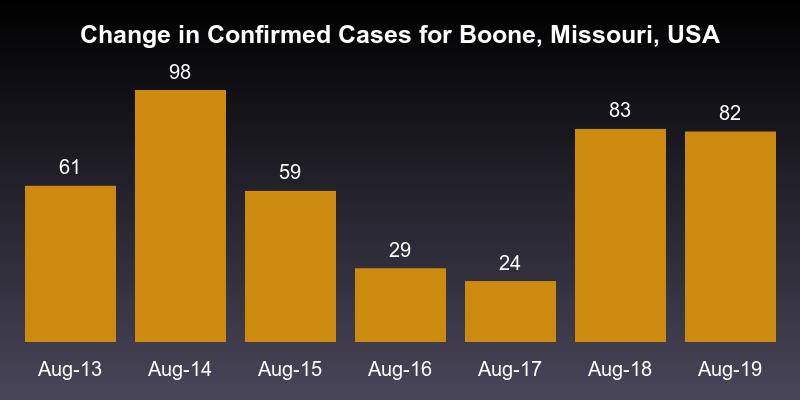 Change in Confirmed Cases for Boone, Missouri, USA
61 98 59 29 24 83 82
Aug-13 Aug-14 Aug-15 Aug-16 Aug-17 Aug-18 Aug-19